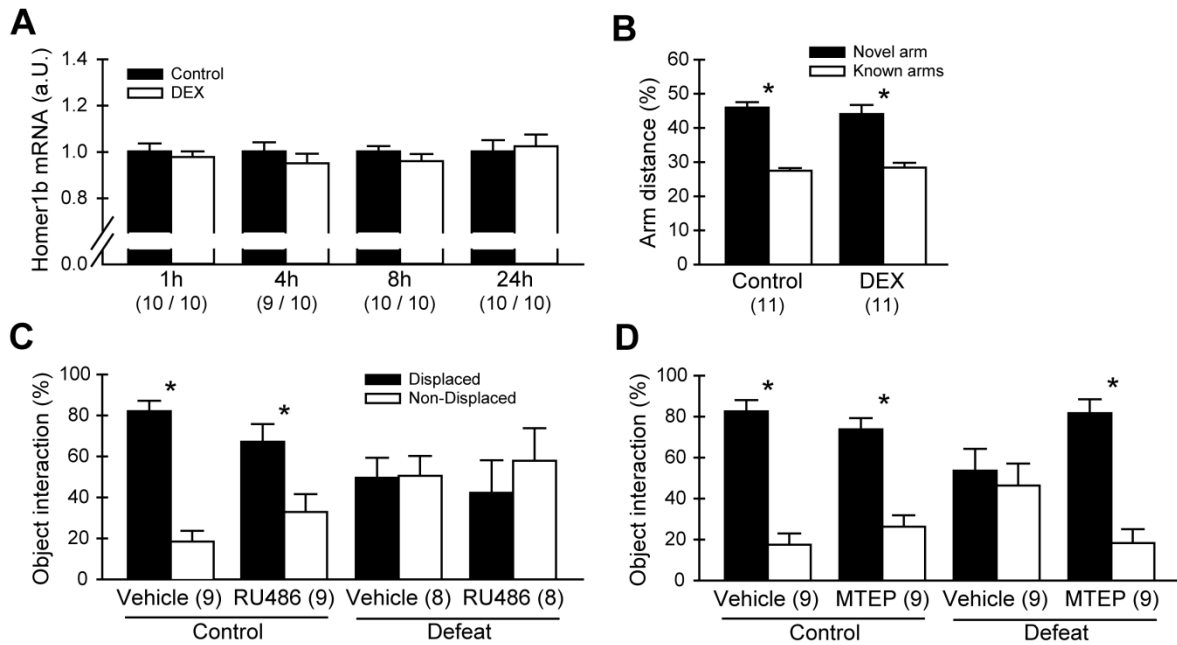 A
Homer1b mRNA (a.U.)
1.4
1.2
1.0
0.8
0.0
Control
DEX
1h 4h 8h 24h
(10 / 10) (9 / 10) (10 / 10) (10 / 10)
B
Arm distance (%)
60
50
40
30
20
10
0
Novel arm
Known arms
* *
Control DEX
(11) (11)
C
Object interaction (%)
100
80
60
40
20
0
Displaced
Non-Displaced
* *
Vehicle (9) RU486 (9) Vehicle (8) RU486 (8)
Control Defeat
D
Object interaction (%)
100
80
60
40
20
0
* * *
Vehicle (9) MTEP (9) Vehicle (9) MTEP (9)
Control Defeat